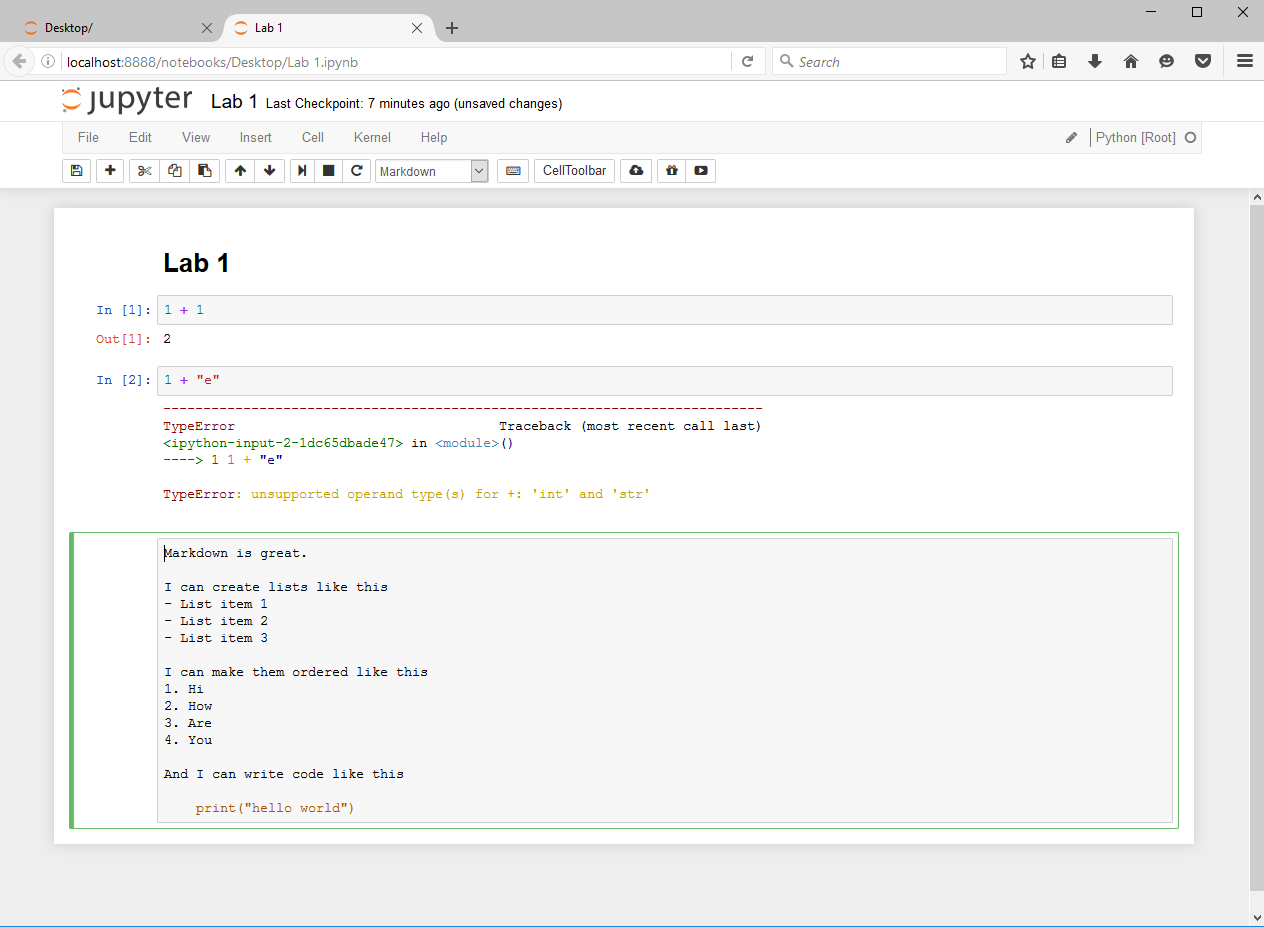 Desktop/
Lab 1
localhost:8888/notebooks/Desktop/Lab 1.ipynb
Search
jupyter Lab 1 Last Checkpoint: 7 minutes ago (unsaved changes)
File Edit View Insert Cell Kernel Help Python [Root]
Markdown CellToolbar
Lab 1
In [1]: 1 + 1
Out[1]: 2
In [2]: 1 + "e"
---------------------------------------------------------------------------
TypeError                                 Traceback (most recent call last)
<ipython-input-2-1dc65dbade47> in <module>()
----> 1 1 + "e"
TypeError: unsupported operand type(s) for +: 'int' and 'str'
Markdown is great.
I can create lists like this
- List item 1
- List item 2
- List item 3
I can make them ordered like this
1. Hi
2. How
3. Are
4. You
And I can write code like this
    print("hello world")